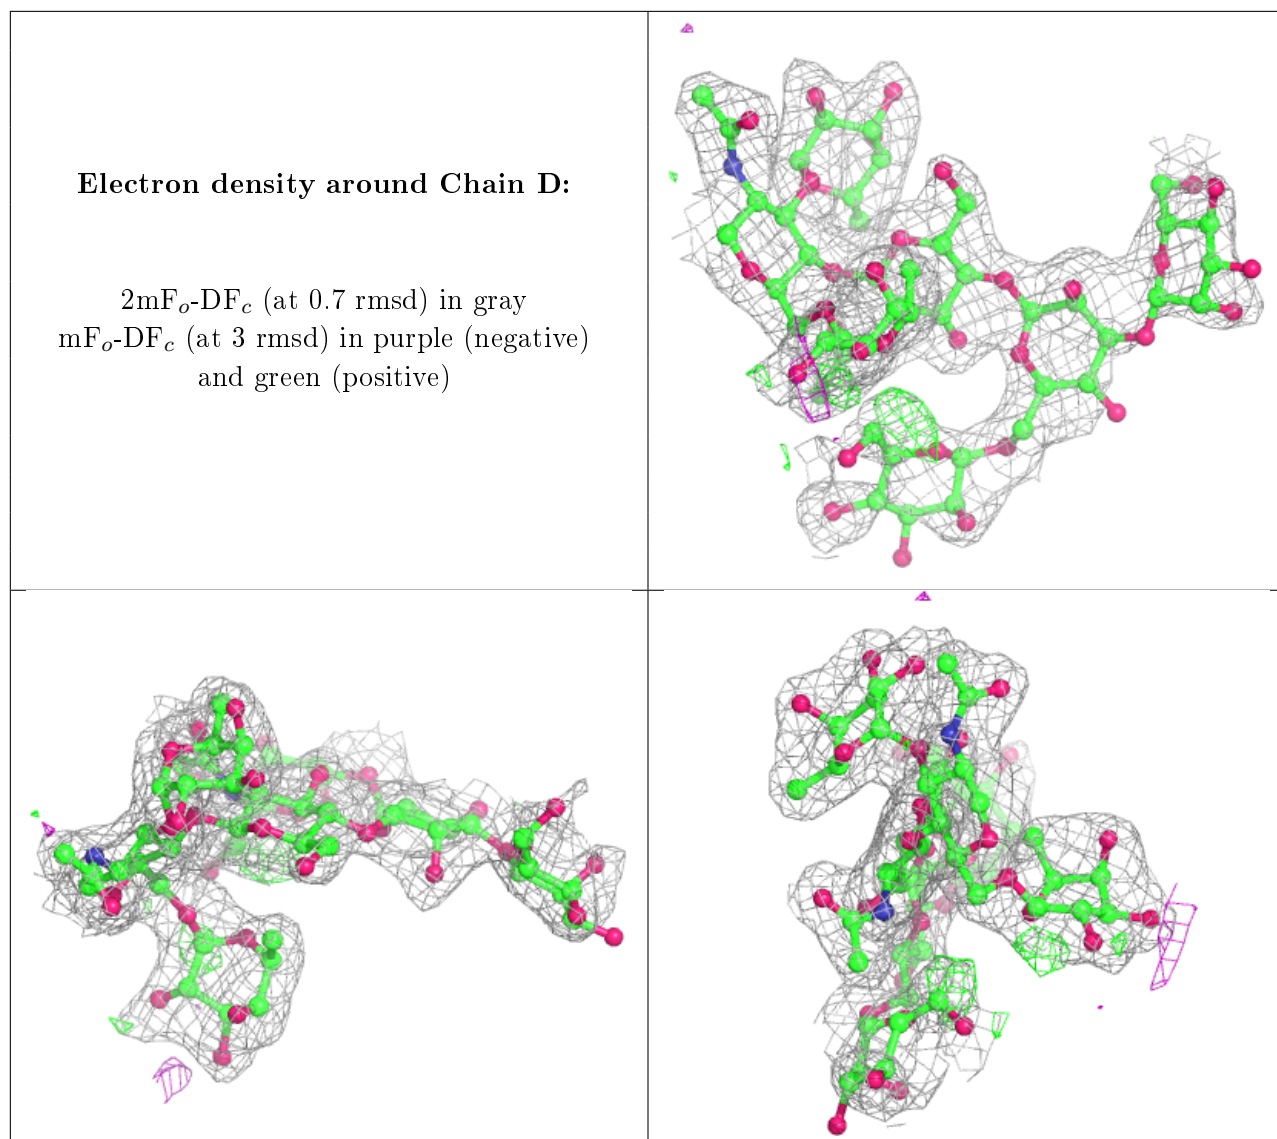 Electron density around Chain D:
2mFₒ-DF𝒸 (at 0.7 rmsd) in gray
mFₒ-DF𝒸 (at 3 rmsd) in purple (negative)
and green (positive)